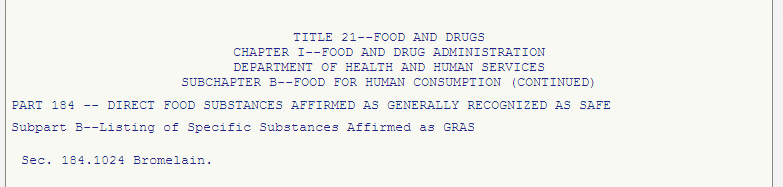 TITLE 21--FOOD AND DRUGS
CHAPTER I--FOOD AND DRUG ADMINISTRATION
DEPARTMENT OF HEALTH AND HUMAN SERVICES
SUBCHAPTER B--FOOD FOR HUMAN CONSUMPTION (CONTINUED)
PART 184 -- DIRECT FOOD SUBSTANCES AFFIRMED AS GENERALLY RECOGNIZED AS SAFE
Subpart B--Listing of Specific Substances Affirmed as GRAS
Sec. 184.1024 Bromelain.